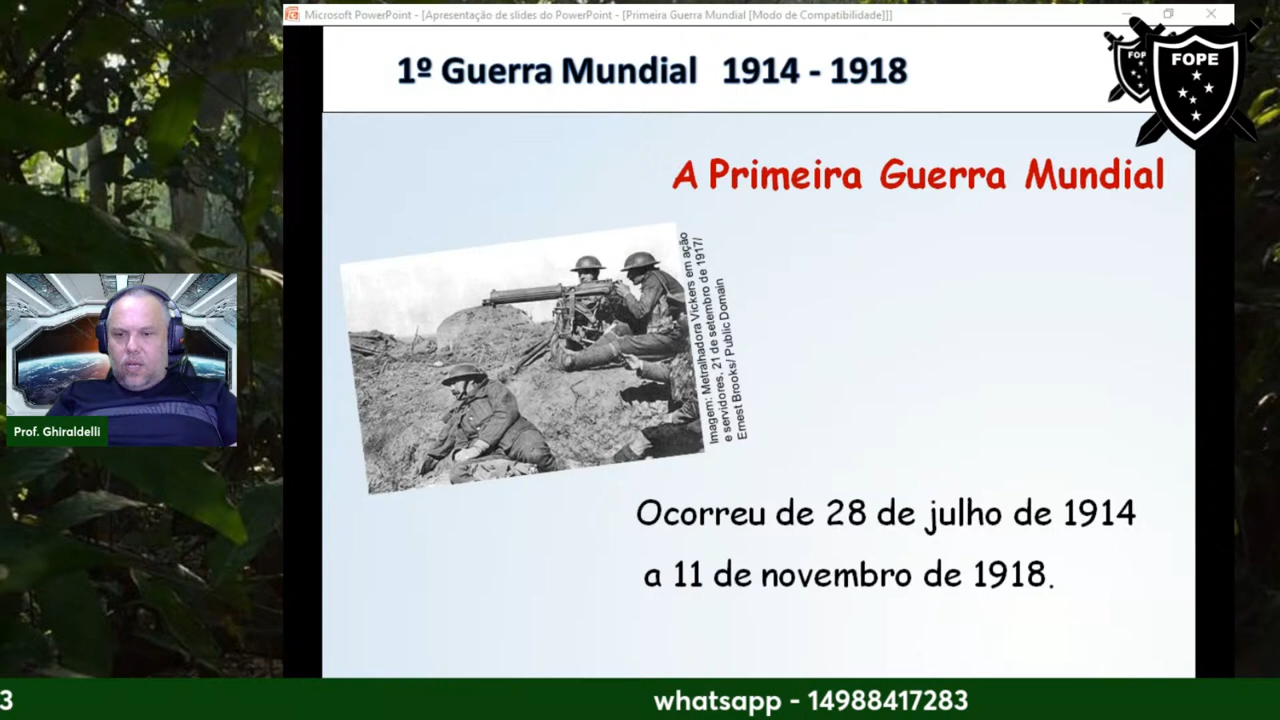 Microsoft PowerPoint - [Apresentação de slides do PowerPoint - [Primeira Guerra Mundial [Modo de Compatibilidade]]]
1º Guerra Mundial 1914 - 1918
FOP
FOPE
A Primeira Guerra Mundial
Imagem: Metralhadora Vickers em ação
e servidores, 21 de setembro de 1917/
Ernest Brooks/ Public Domain
Prof. Ghiraldelli
Ocorreu de 28 de julho de 1914
a 11 de novembro de 1918.
3
whatsapp - 14988417283